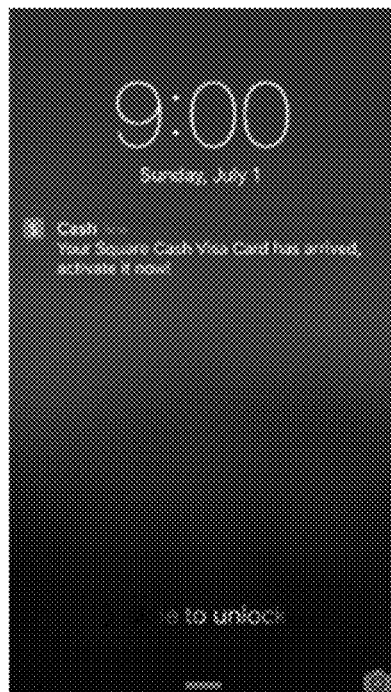 9:00
Sunday, July 1
Cash
Your Square Cash Visa Card has arrived,
activate it now!
to unlock